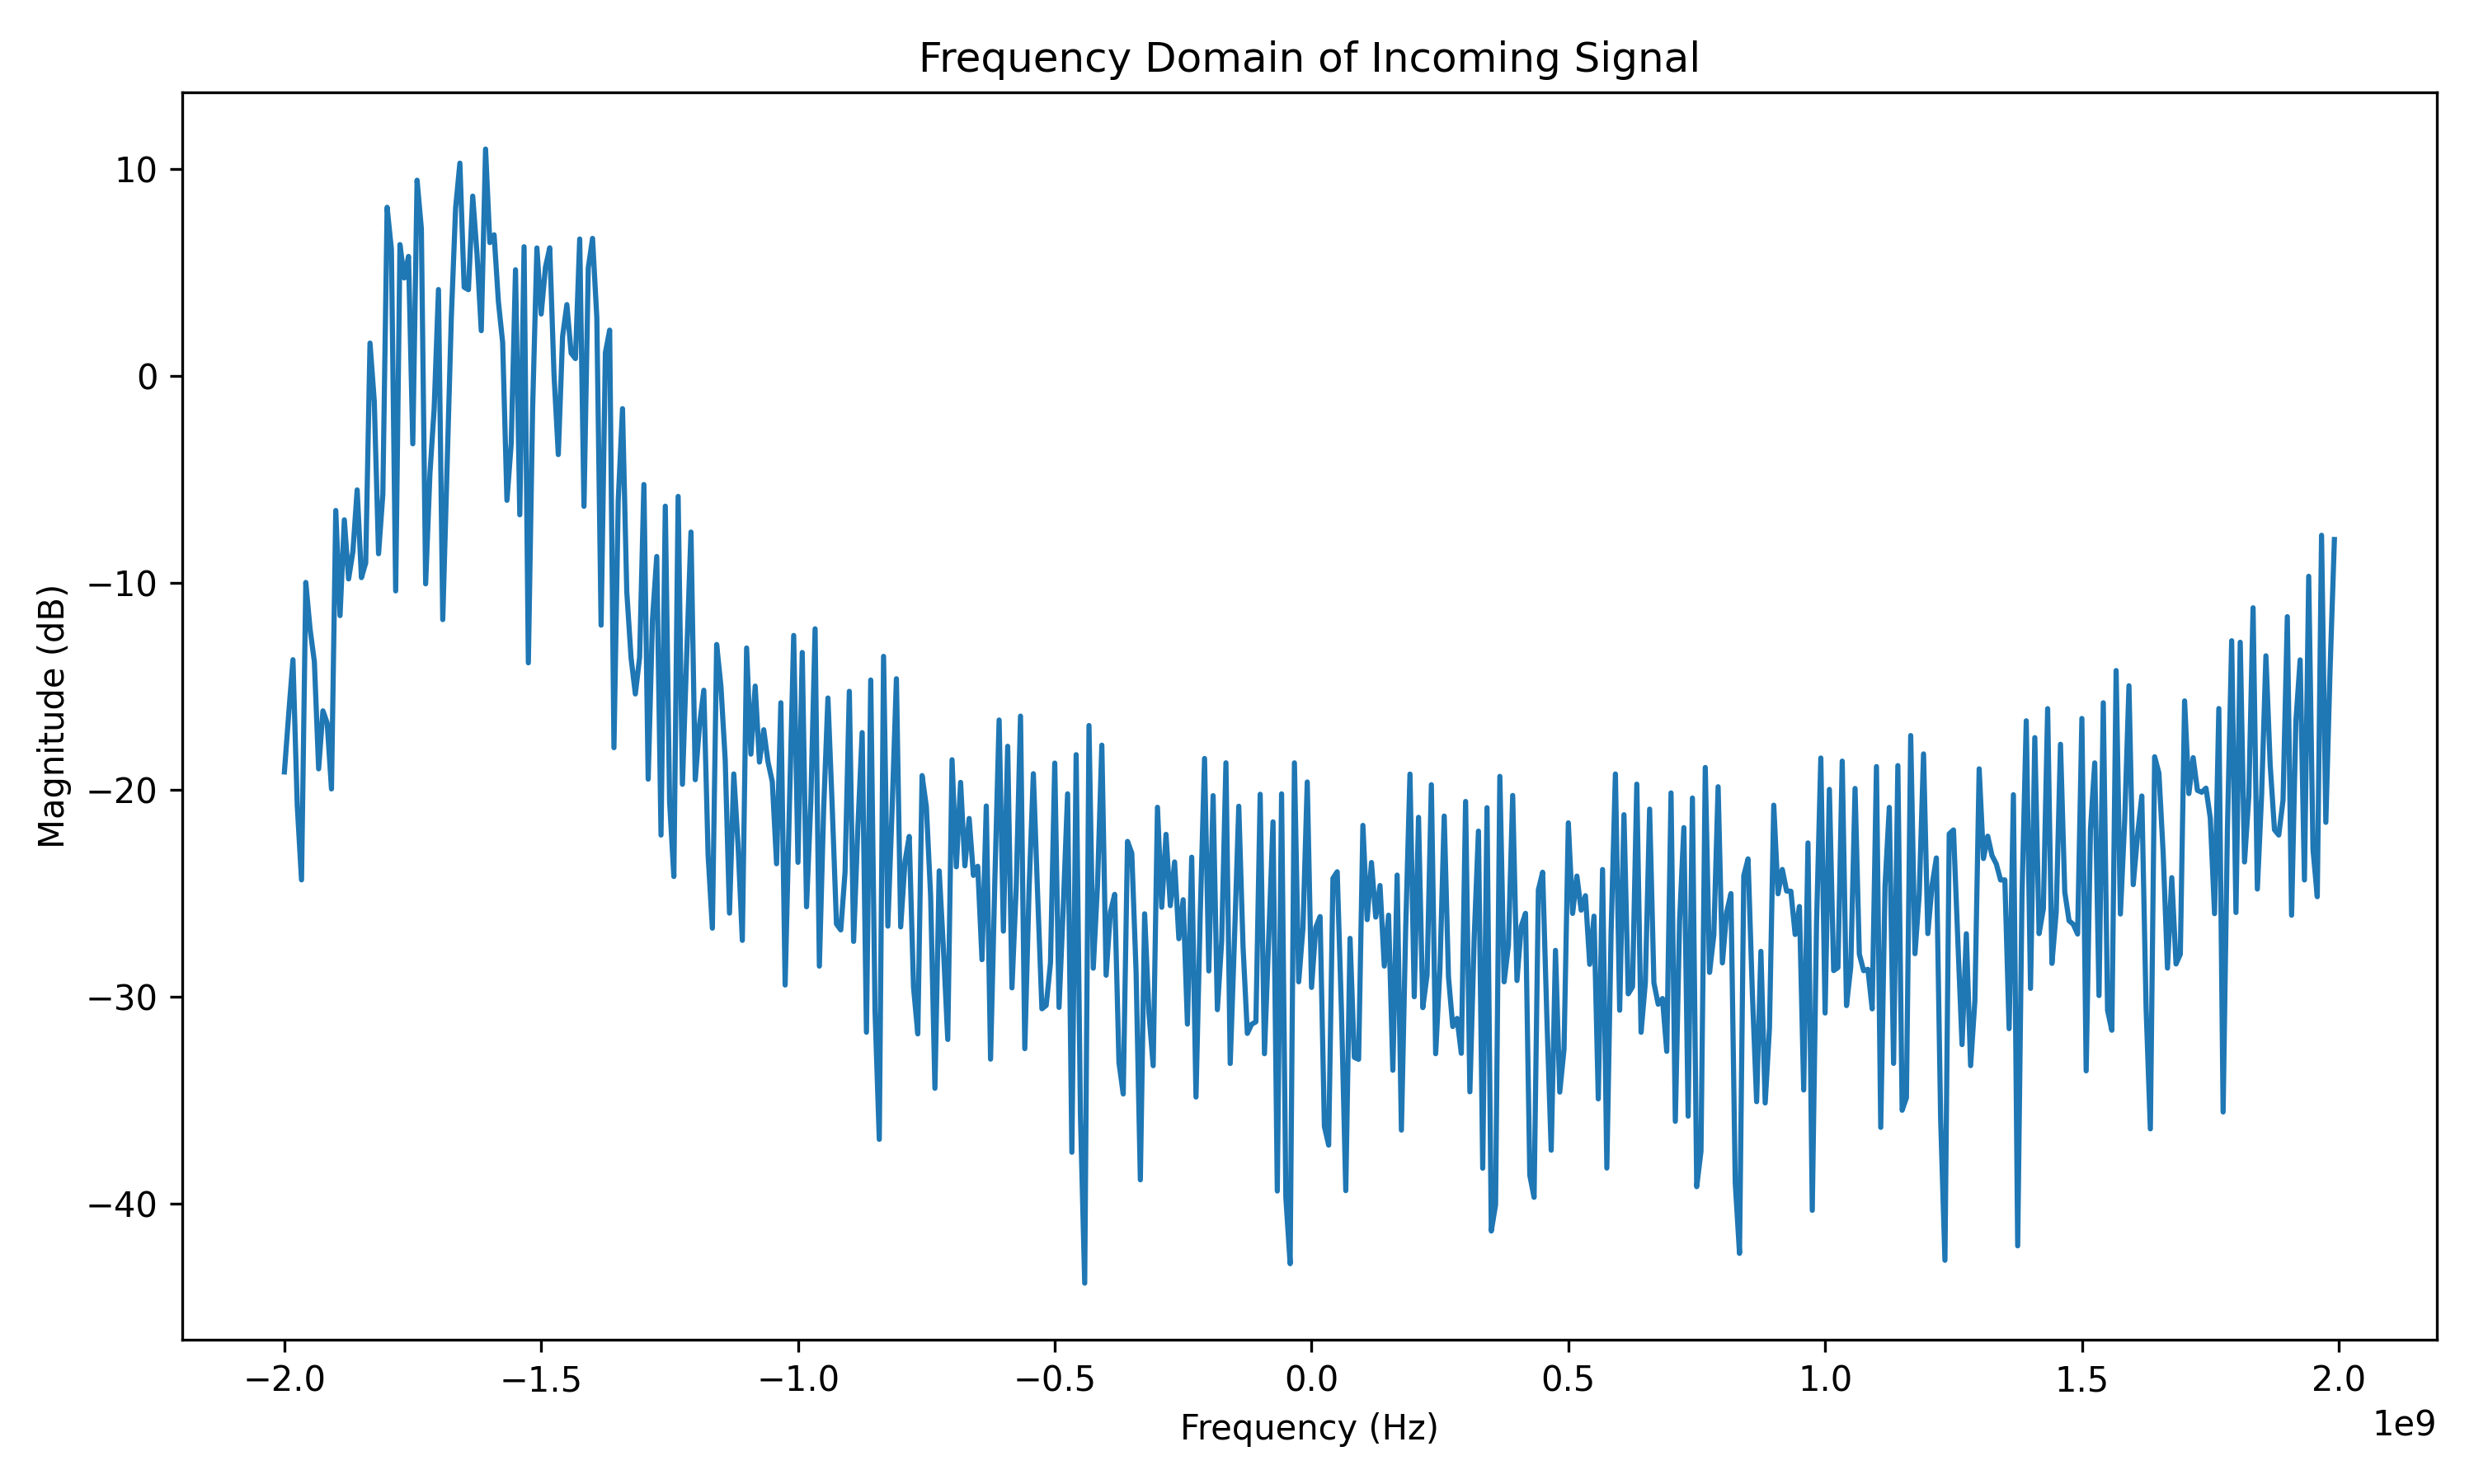 Frequency Domain of Incoming Signal
10
0
−10
−20
−30
−40
Magnitude (dB)
−2.0 −1.5 −1.0 −0.5 0.0 0.5 1.0 1.5 2.0
1e9
Frequency (Hz)